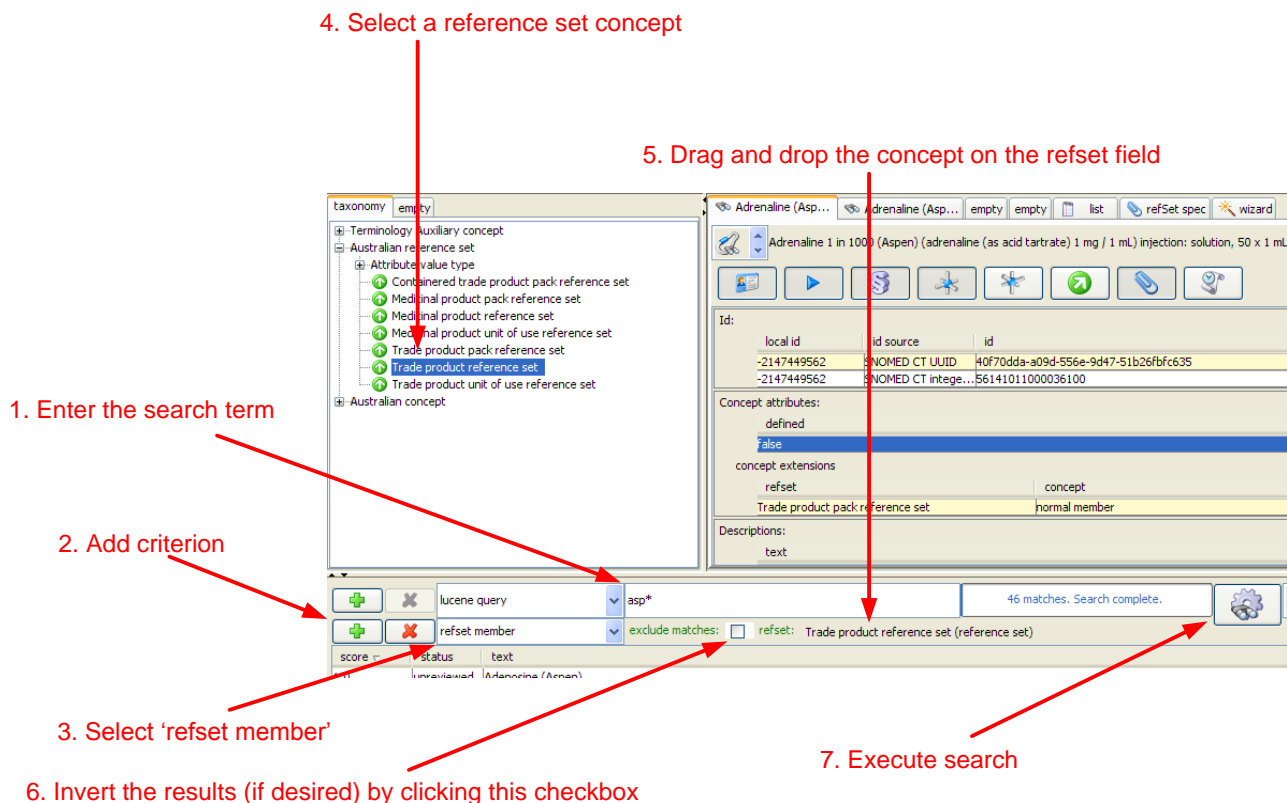 4. Select a reference set concept
5. Drag and drop the concept on the refset field
taxonomy empty
Terminology Auxiliary concept
Australian reference set
Attribute value type
Containered trade product pack reference set
Medicinal product pack reference set
Medicinal product reference set
Medicinal product unit of use reference set
Trade product pack reference set
Trade product reference set
Trade product unit of use reference set
Australian concept
Adrenaline (Asp... Adrenaline (Asp... empty empty list refSet spec wizard
Adrenaline 1 in 1000 (Aspen) (adrenaline (as acid tartrate) 1 mg / 1 mL) injection: solution, 50 x 1 mL
Id:
local id id source id
-2147449562 SNOMED CT UUID 40f70dda-a09d-556e-9d47-51b26fbfc635
-2147449562 SNOMED CT intege... 56141011000036100
Concept attributes:
defined
false
concept extensions
refset concept
Trade product pack reference set normal member
Descriptions:
text
1. Enter the search term
2. Add criterion
lucene query asp* 46 matches. Search complete.
refset member exclude matches: refset: Trade product reference set (reference set)
score status text
unreviewed Adenosine (Aspen)
3. Select ‘refset member’
7. Execute search
6. Invert the results (if desired) by clicking this checkbox